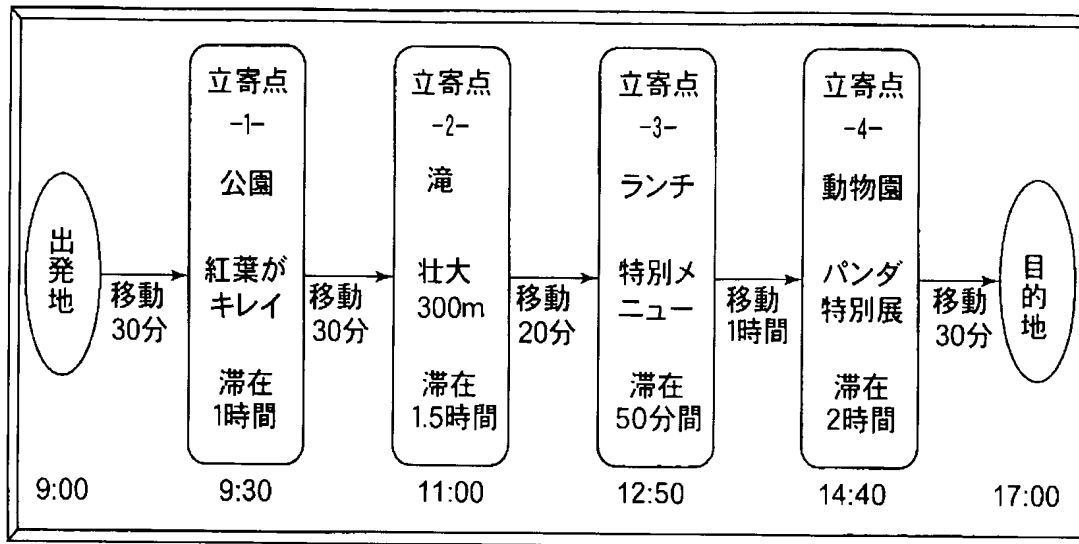 出発地
移動
30分
立寄点
-1-
公園
紅葉が
キレイ
滞在
1時間
移動
30分
立寄点
-2-
滝
壮大
300m
滞在
1.5時間
移動
20分
立寄点
-3-
ランチ
特別メ
ニュー
滞在
50分間
移動
1時間
立寄点
-4-
動物園
パンダ
特別展
滞在
2時間
移動
30分
目的地
9:00
9:30
11:00
12:50
14:40
17:00